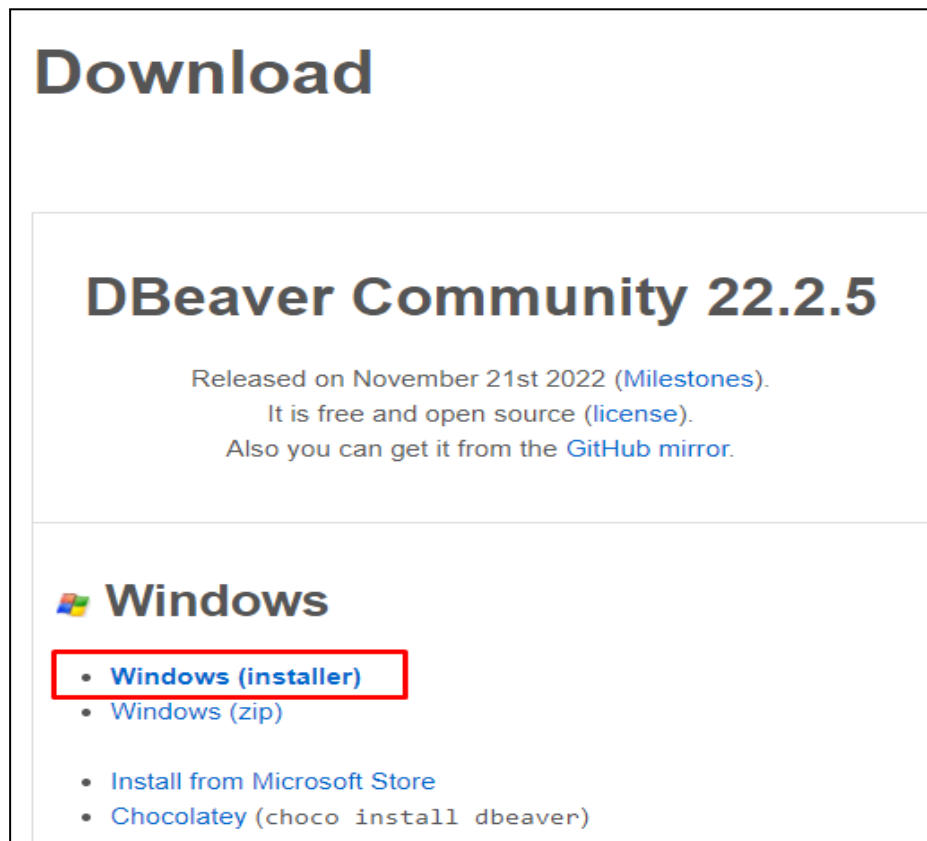 Download
DBeaver Community 22.2.5
Released on November 21st 2022 (Milestones).
It is free and open source (license).
Also you can get it from the GitHub mirror.
Windows
• Windows (installer)
• Windows (zip)
• Install from Microsoft Store
• Chocolatey (choco install dbeaver)